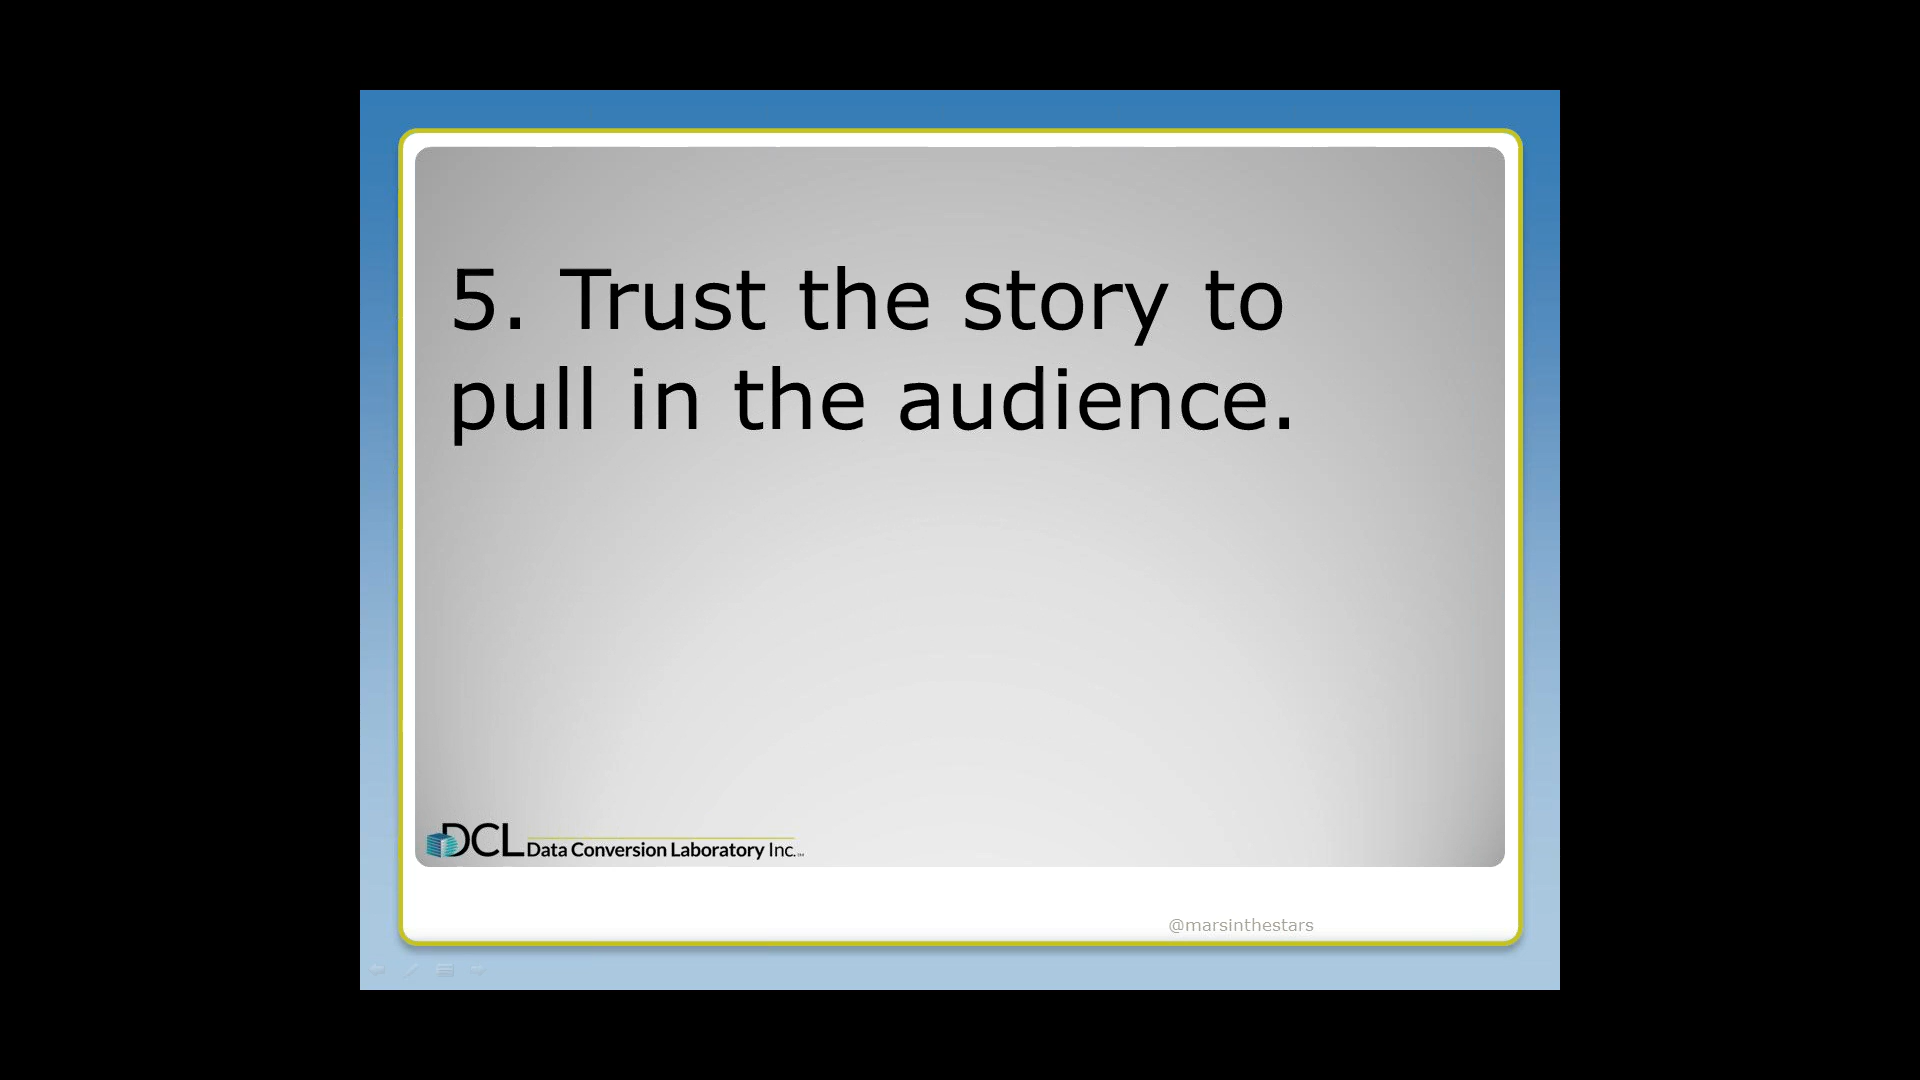 5. Trust the story to
pull in the audience.
DCL Data Conversion Laboratory Inc.
@marsinthestars